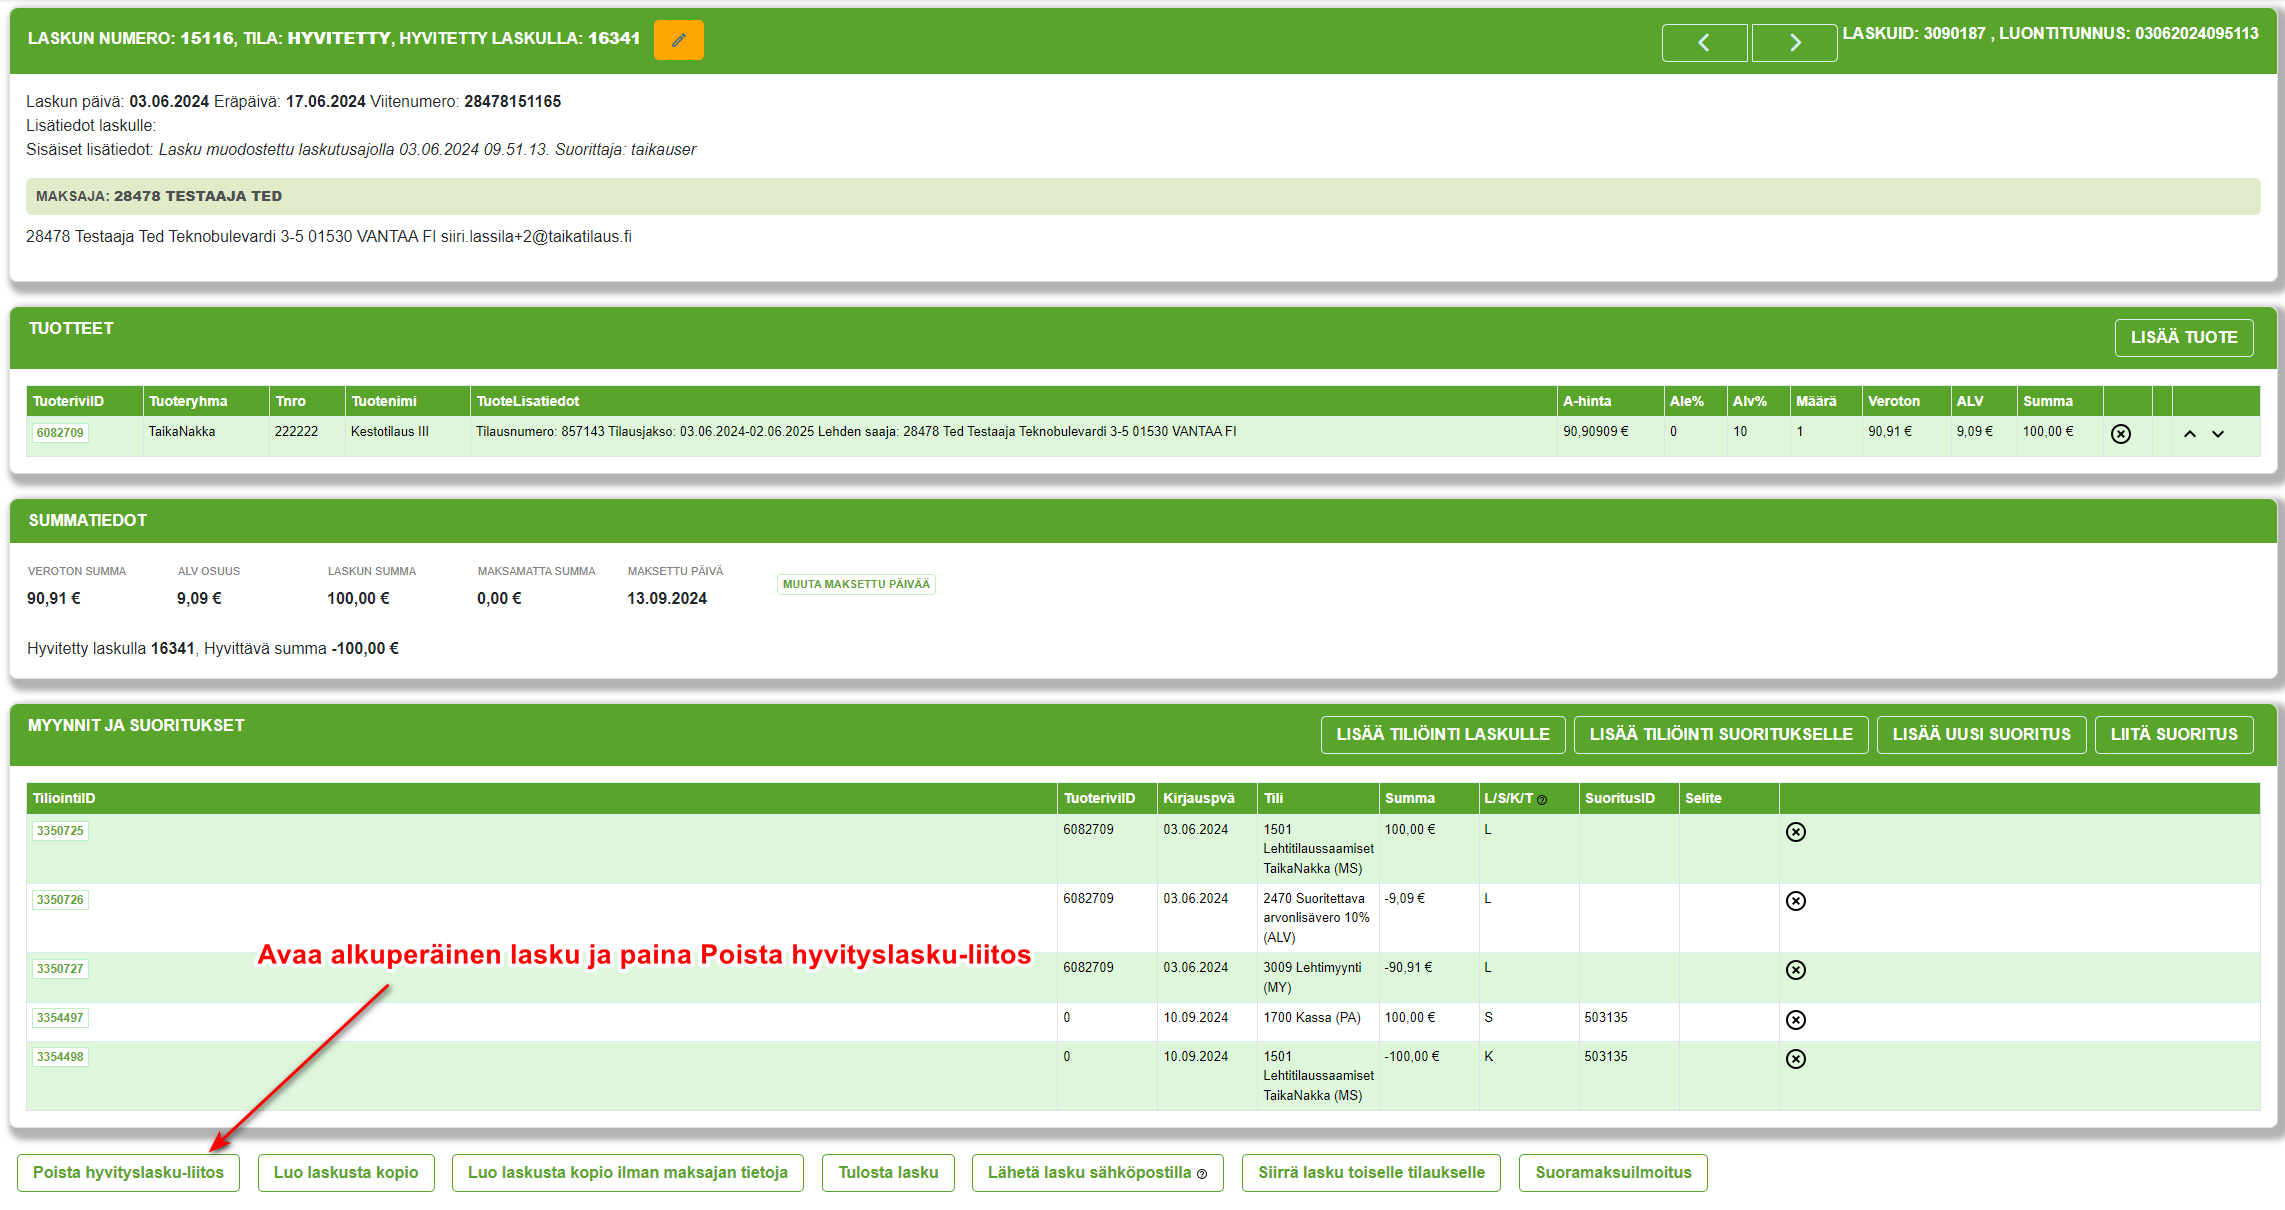 LASKUN NUMERO: 15116, TILA: HYVITETTY, HYVITETTY LASKULLA: 16341
LASKUID: 3090187 , LUONTITUNNUS: 03062024095113
Laskun päivä: 03.06.2024 Eräpäivä: 17.06.2024 Viitenumero: 28478151165
Lisätiedot laskulle:
Sisäiset lisätiedot: Lasku muodostettu laskutusajolla 03.06.2024 09.51.13. Suorittaja: taikauser
MAKSAJA: 28478 TESTAAJA TED
28478 Testaaja Ted Teknobulevardi 3-5 01530 VANTAA FI siiri.lassila+2@taikatilaus.fi
TUOTTEET
LISÄÄ TUOTE
TuoteriviID Tuoteryhma Tnro Tuotenimi TuoteLisatiedot A-hinta Ale% Alv% Määrä Veroton ALV Summa
6082709 TaikaNakka 222222 Kestotilaus III Tilausnumero: 857143 Tilausjakso: 03.06.2024-02.06.2025 Lehden saaja: 28478 Ted Testaaja Teknobulevardi 3-5 01530 VANTAA FI 90,90909 € 0 10 1 90,91 € 9,09 € 100,00 €
SUMMATIEDOT
VEROTON SUMMA ALV OSUUS LASKUN SUMMA MAKSAMATTA SUMMA MAKSETTU PÄIVÄ
MUUTA MAKSETTU PÄIVÄÄ
90,91 € 9,09 € 100,00 € 0,00 € 13.09.2024
Hyvitetty laskulla 16341, Hyvittävä summa -100,00 €
MYYNNIT JA SUORITUKSET
LISÄÄ TILIÖINTI LASKULLE LISÄÄ TILIÖINTI SUORITUKSELLE LISÄÄ UUSI SUORITUS LIITÄ SUORITUS
TiliointiID TuoteriviID Kirjauspvä Tili Summa L/S/K/T SuoritusID Selite
3350725 6082709 03.06.2024 1501 100,00 € L
Lehtitilaussaamiset
TaikaNakka (MS)
3350726 6082709 03.06.2024 2470 Suoritettava -9,09 € L
arvonlisävero 10%
(ALV)
Avaa alkuperäinen lasku ja paina Poista hyvityslasku-liitos
3350727 6082709 03.06.2024 3009 Lehtimyynti -90,91 € L
(MY)
3354497 0 10.09.2024 1700 Kassa (PA) 100,00 € S 503135
3354498 0 10.09.2024 1501 -100,00 € K 503135
Lehtitilaussaamiset
TaikaNakka (MS)
Poista hyvityslasku-liitos Luo laskusta kopio Luo laskusta kopio ilman maksajan tietoja Tulosta lasku Lähetä lasku sähköpostilla Siirrä lasku toiselle tilaukselle Suoramaksuilmoitus